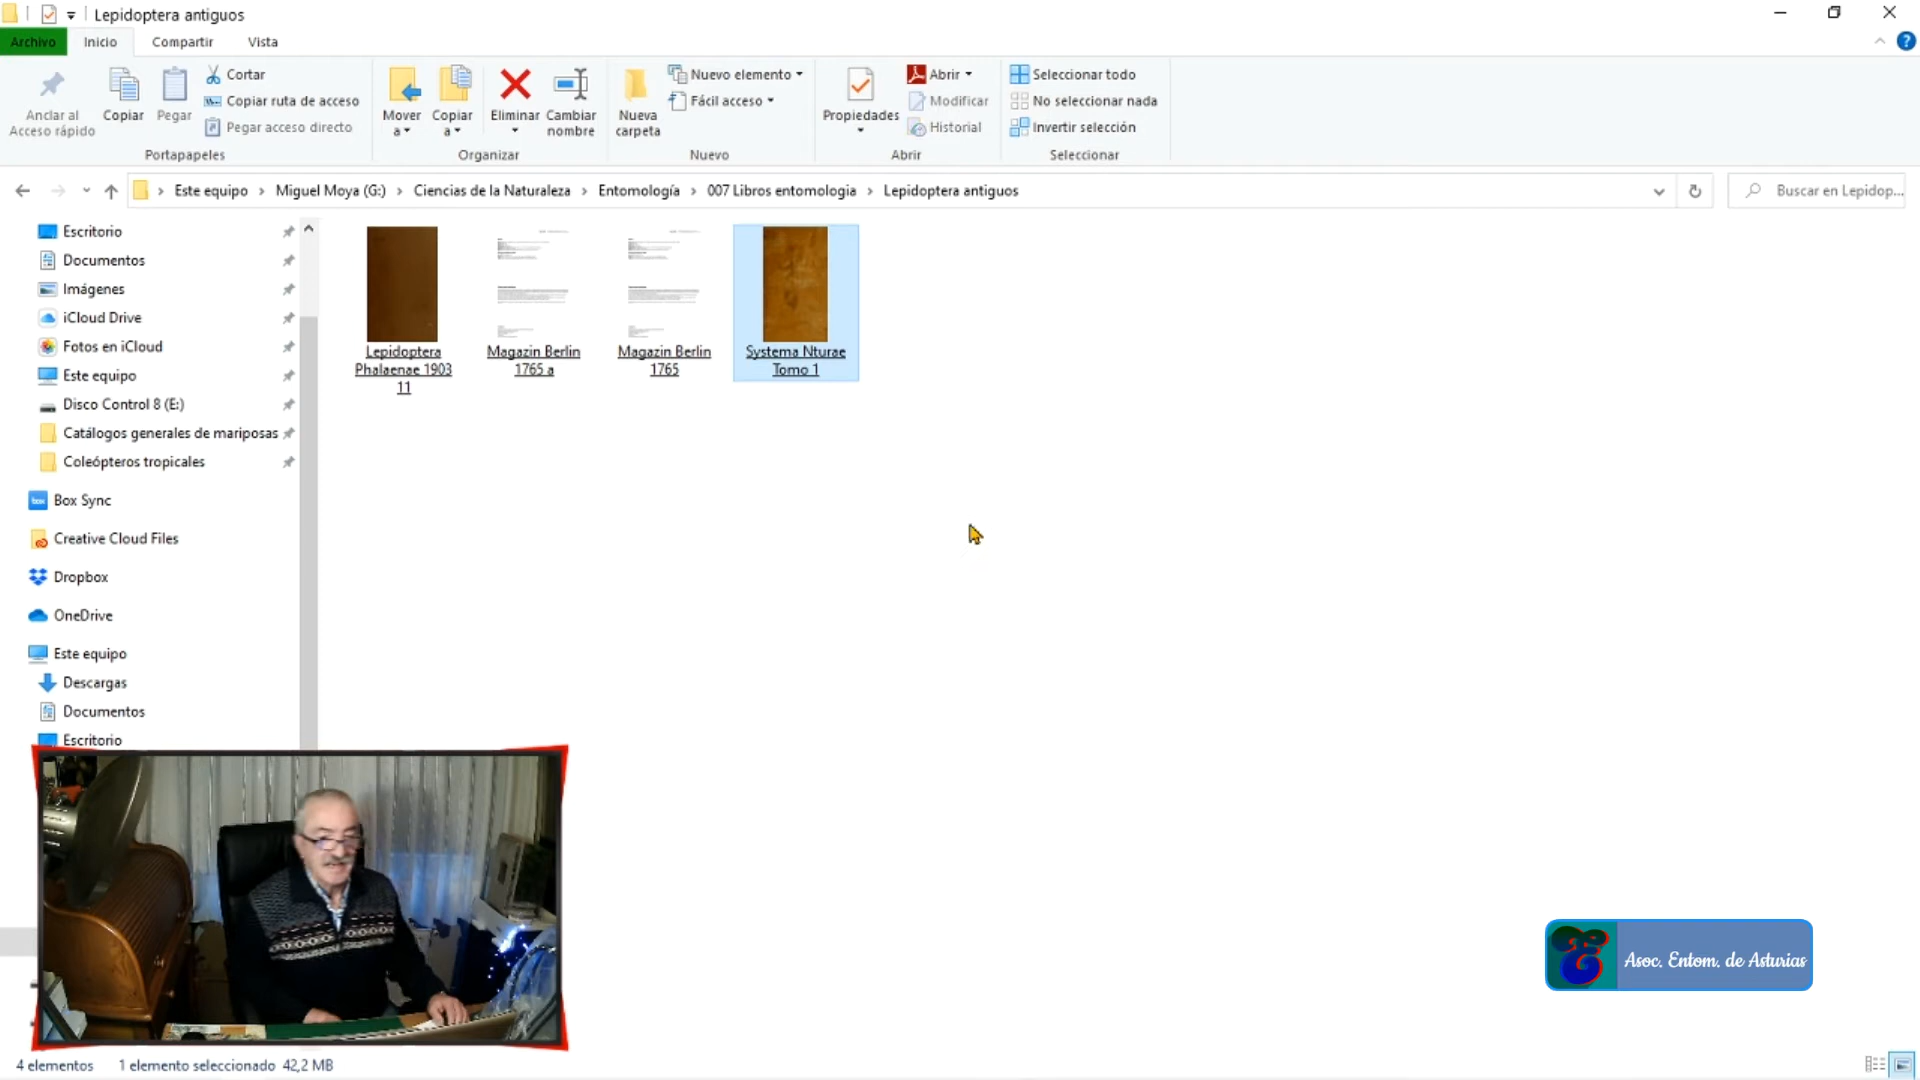 Lepidoptera antiguos
Archivo
Inicio
Compartir
Vista
Anclar al
Acceso rápido
Copiar
Pegar
Cortar
Copiar ruta de acceso
Pegar acceso directo
Portapapeles
Mover
a
Copiar
a
Eliminar
Cambiar
nombre
Organizar
Nueva
carpeta
Nuevo elemento
Fácil acceso
Nuevo
Propiedades
Abrir
Modificar
Historial
Abrir
Seleccionar todo
No seleccionar nada
Invertir selección
Seleccionar
Este equipo > Miguel Moya (G:) > Ciencias de la Naturaleza > Entomología > 007 Libros entomologia > Lepidoptera antiguos
Buscar en Lepidop...
Escritorio
Documentos
Imágenes
iCloud Drive
Fotos en iCloud
Este equipo
Disco Control 8 (E:)
Catálogos generales de mariposas
Coleópteros tropicales
Box Sync
Creative Cloud Files
Dropbox
OneDrive
Este equipo
Descargas
Documentos
Escritorio
Lepidoptera
Phalaenae 1903
11
Magazin Berlin
1765 a
Magazin Berlin
1765
Systema Nturae
Tomo 1
Asoc. Entom. de Asturias
4 elementos
1 elemento seleccionado 42,2 MB